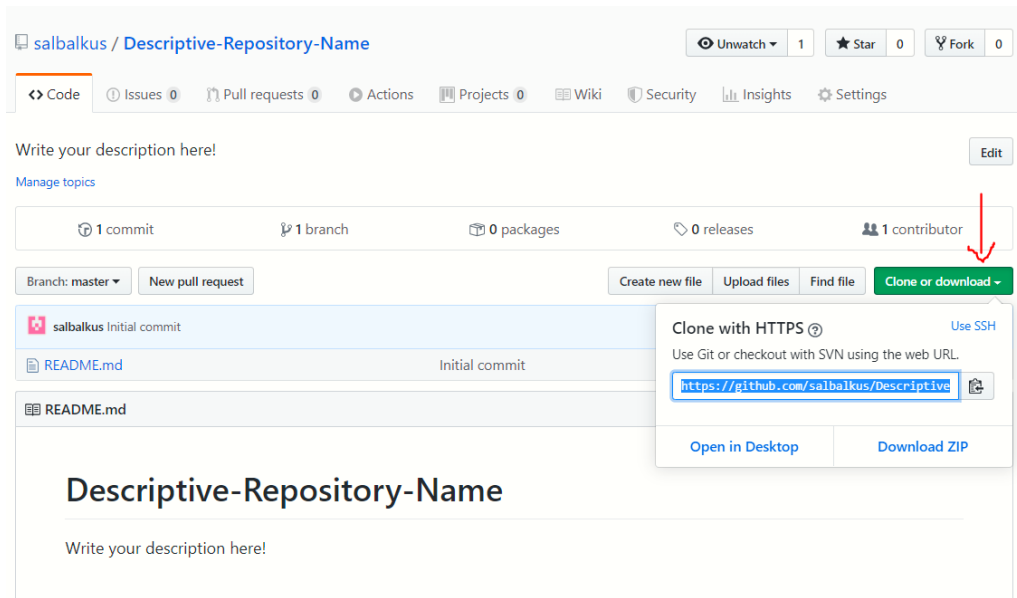 salbalkus / Descriptive-Repository-Name
Unwatch 1 Star 0 Fork 0
Code Issues 0 Pull requests 0 Actions Projects 0 Wiki Security Insights Settings
Write your description here!
Edit
Manage topics
1 commit 1 branch 0 packages 0 releases 1 contributor
Branch: master New pull request Create new file Upload files Find file Clone or download
salbalkus Initial commit
README.md Initial commit
Clone with HTTPS ? Use SSH
Use Git or checkout with SVN using the web URL.
https://github.com/salbalkus/Descriptive
Open in Desktop Download ZIP
README.md
Descriptive-Repository-Name
Write your description here!